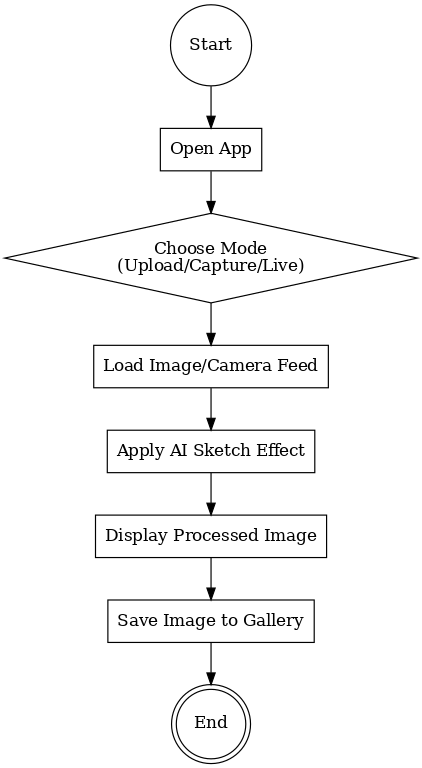 Start
Open App
Choose Mode
(Upload/Capture/Live)
Load Image/Camera Feed
Apply AI Sketch Effect
Display Processed Image
Save Image to Gallery
End